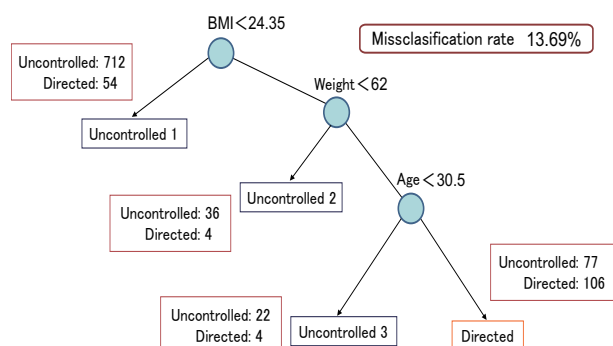 BMI<24.35
Missclasification rate 13.69%
Uncontrolled: 712
Directed: 54
Weight<62
Uncontrolled 1
Age<30.5
Uncontrolled 2
Uncontrolled: 36
Directed: 4
Uncontrolled: 77
Directed: 106
Uncontrolled: 22
Directed: 4
Uncontrolled 3
Directed